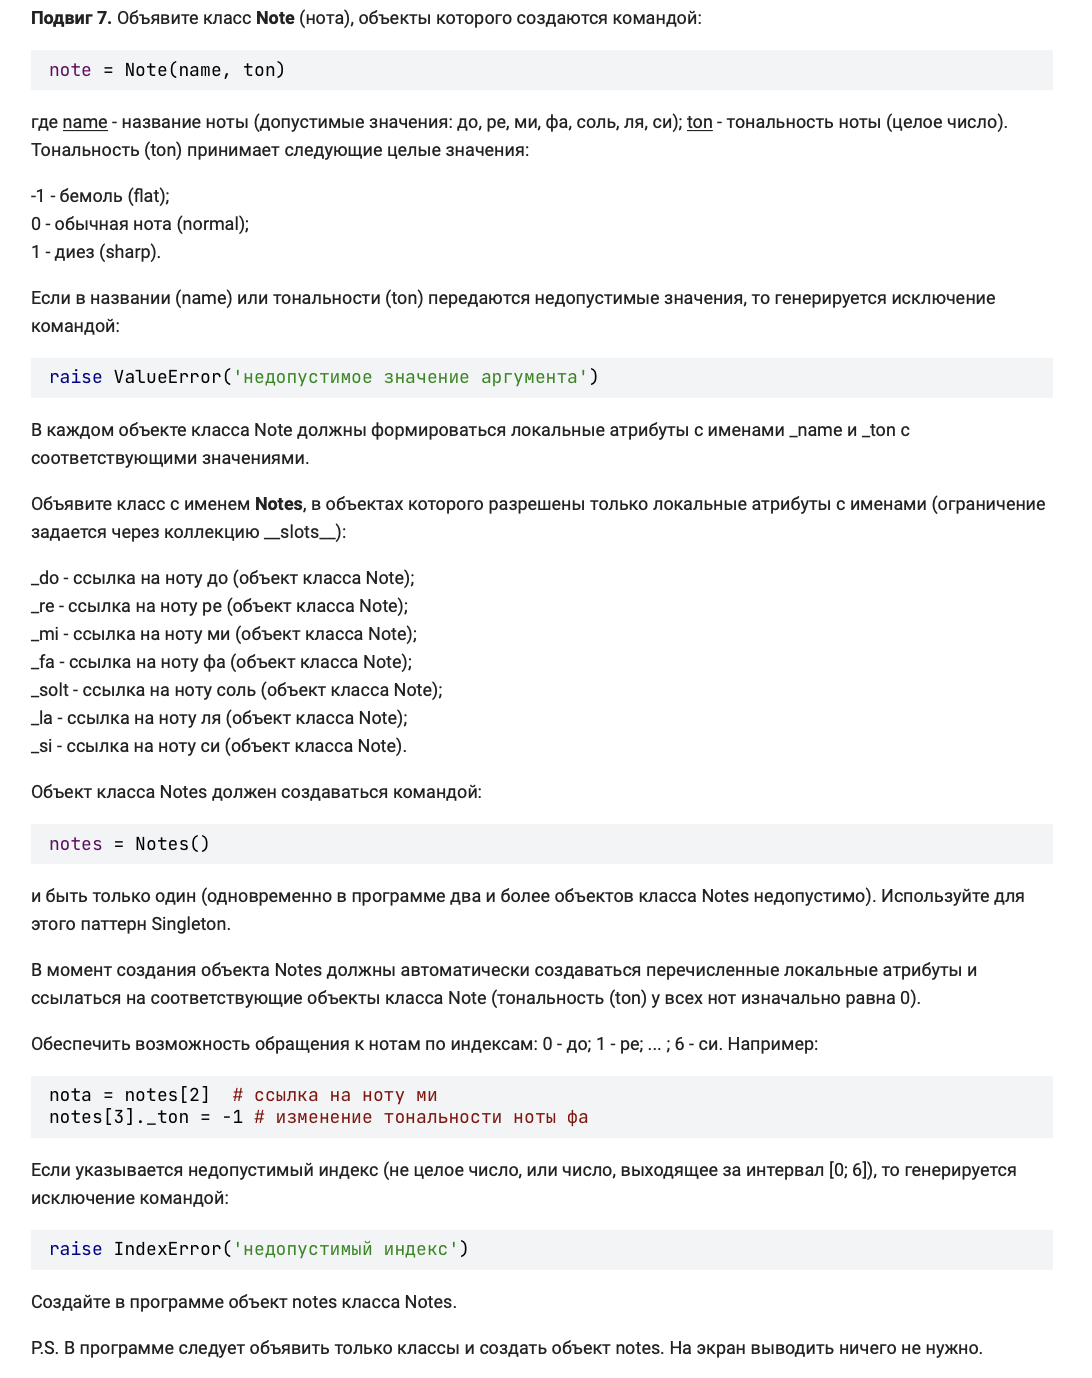 Подвиг 7. Объявите класс Note (нота), объекты которого создаются командой:
note = Note(name, ton)
где name - название ноты (допустимые значения: до, ре, ми, фа, соль, ля, си); ton - тональность ноты (целое число).
Тональность (ton) принимает следующие целые значения:
-1 - бемоль (flat);
0 - обычная нота (normal);
1 - диез (sharp).
Если в названии (name) или тональности (ton) передаются недопустимые значения, то генерируется исключение
командой:
raise ValueError('недопустимое значение аргумента')
В каждом объекте класса Note должны формироваться локальные атрибуты с именами _name и _ton с
соответствующими значениями.
Объявите класс с именем Notes, в объектах которого разрешены только локальные атрибуты с именами (ограничение
задается через коллекцию __slots__):
_do - ссылка на ноту до (объект класса Note);
_re - ссылка на ноту ре (объект класса Note);
_mi - ссылка на ноту ми (объект класса Note);
_fa - ссылка на ноту фа (объект класса Note);
_solt - ссылка на ноту соль (объект класса Note);
_la - ссылка на ноту ля (объект класса Note);
_si - ссылка на ноту си (объект класса Note).
Объект класса Notes должен создаваться командой:
notes = Notes()
и быть только один (одновременно в программе два и более объектов класса Notes недопустимо). Используйте для
этого паттерн Singleton.
В момент создания объекта Notes должны автоматически создаваться перечисленные локальные атрибуты и
ссылаться на соответствующие объекты класса Note (тональность (ton) у всех нот изначально равна 0).
Обеспечить возможность обращения к нотам по индексам: 0 - до; 1 - ре; ... ; 6 - си. Например:
nota = notes[2]  # ссылка на ноту ми
notes[3]._ton = -1 # изменение тональности ноты фа
Если указывается недопустимый индекс (не целое число, или число, выходящее за интервал [0; 6]), то генерируется
исключение командой:
raise IndexError('недопустимый индекс')
Создайте в программе объект notes класса Notes.
P.S. В программе следует объявить только классы и создать объект notes. На экран выводить ничего не нужно.